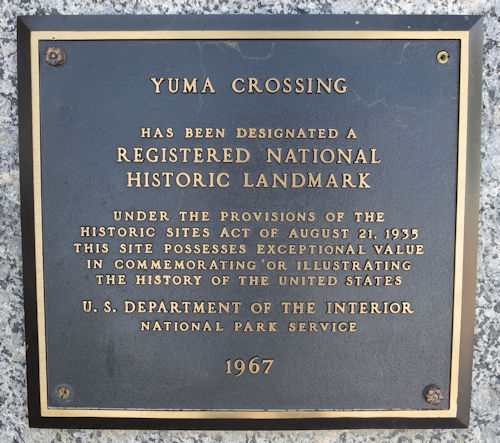 YUMA CROSSING
HAS BEEN DESIGNATED A
REGISTERED NATIONAL
HISTORIC LANDMARK
UNDER THE PROVISIONS OF THE
HISTORIC SITES ACT OF AUGUST 21, 1935
THIS SITE POSSESSES EXCEPTIONAL VALUE
IN COMMEMORATING OR ILLUSTRATING
THE HISTORY OF THE UNITED STATES
U. S. DEPARTMENT OF THE INTERIOR
NATIONAL PARK SERVICE
1967